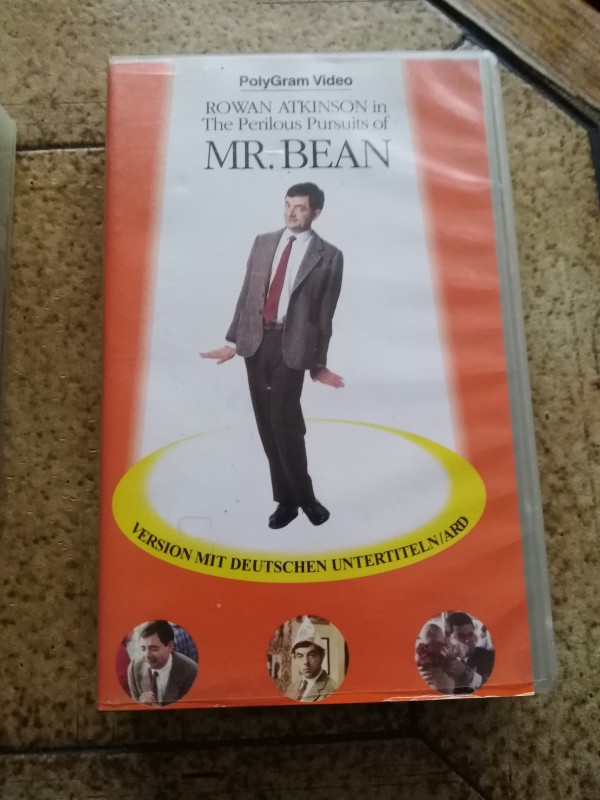 PolyGram Video
ROWAN ATKINSON in
The Perilous Pursuits of
MR. BEAN
VERSION MIT DEUTSCHEN UNTERTITELN/ARD